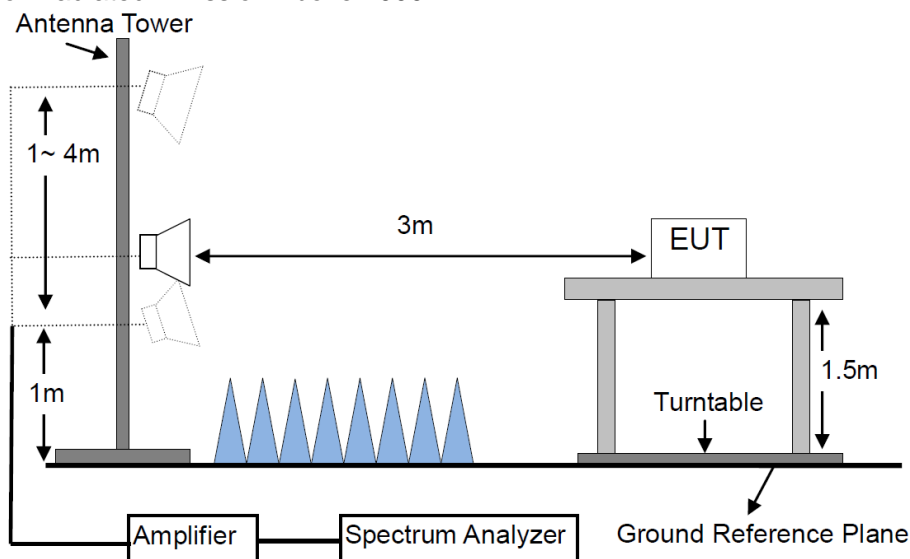 Antenna Tower
1~ 4m
3m
EUT
1m
1.5m
Turntable
Amplifier
Spectrum Analyzer
Ground Reference Plane